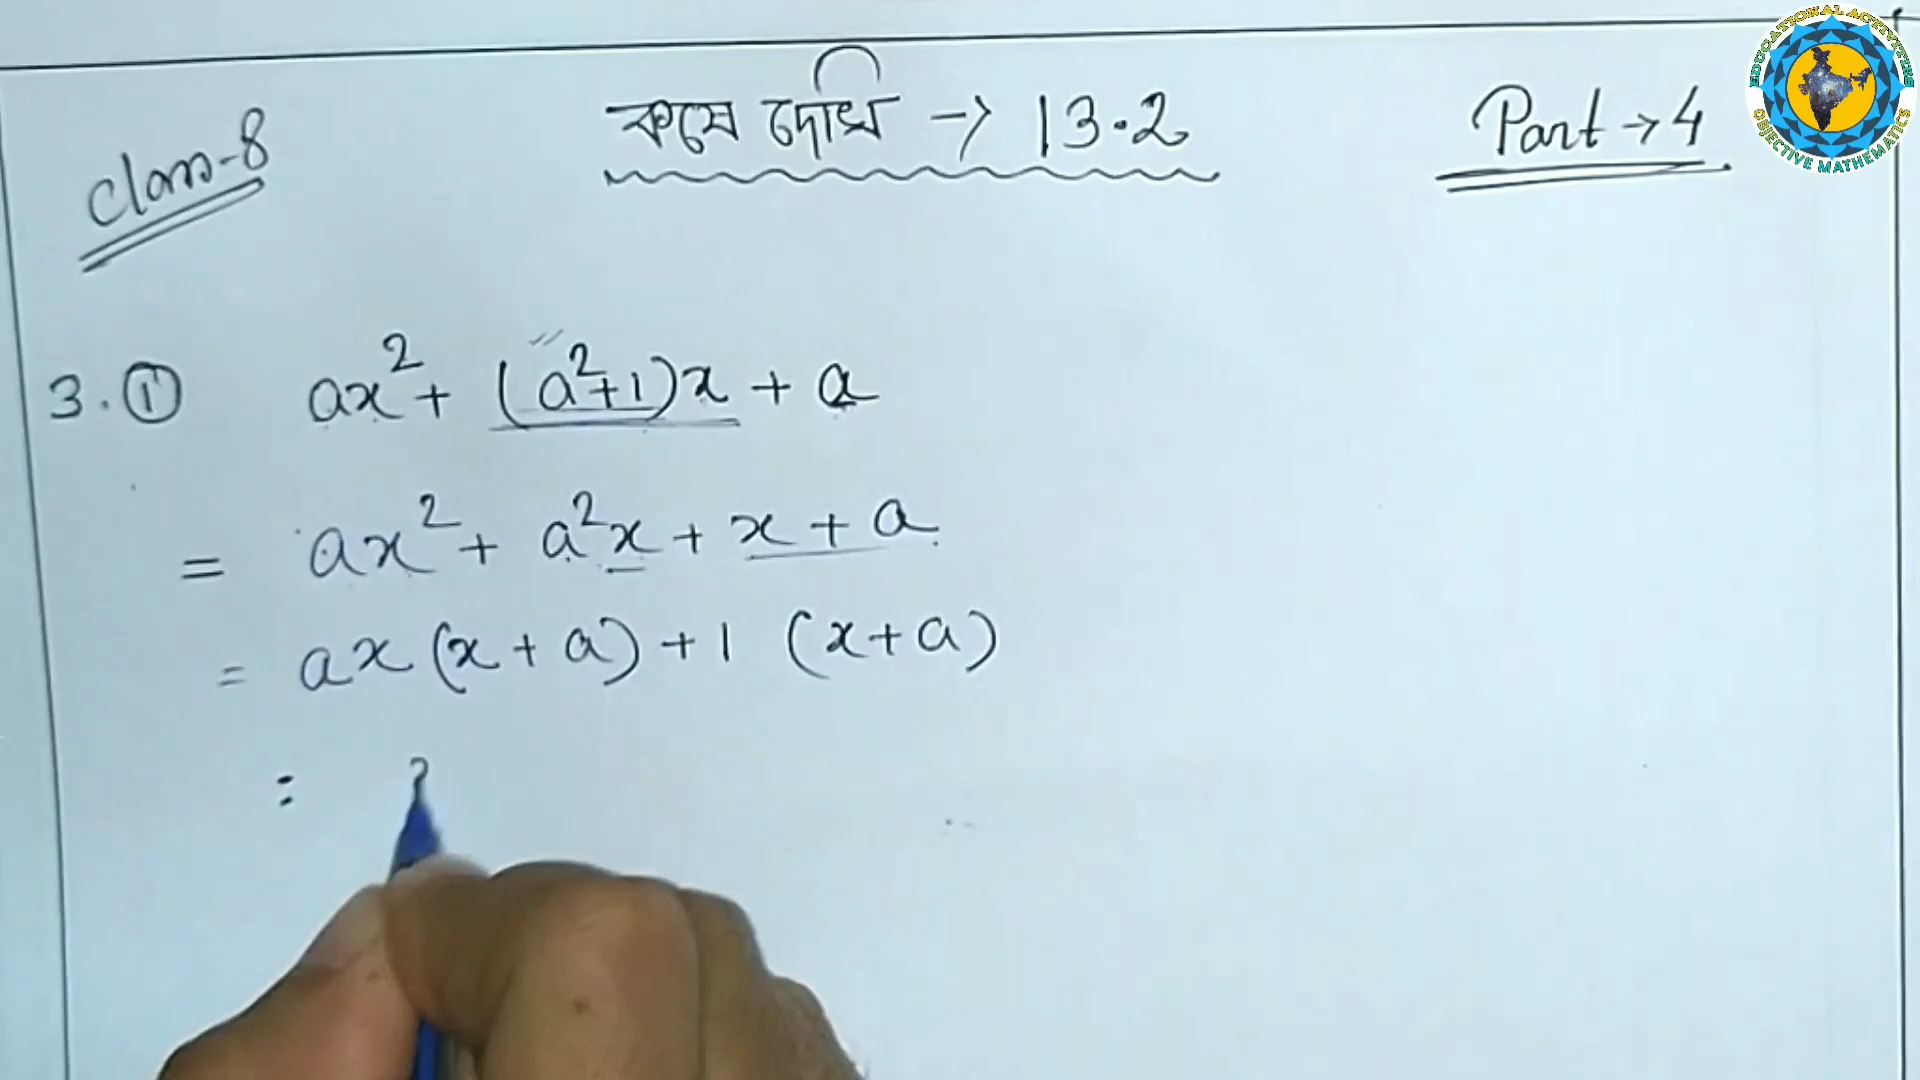 Class-8
কষে দেখি → 13.2
Part → 4
EDUCATIONAL ACTIVITIES
OBJECTIVE MATHEMATICS
3. ① ax² + (a²+1)x + a
= ax² + a²x + x + a
= ax (x + a) + 1 (x + a)
=